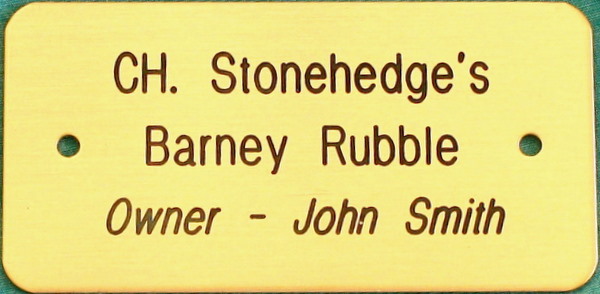 CH. Stonehedge's
Barney Rubble
Owner - John Smith